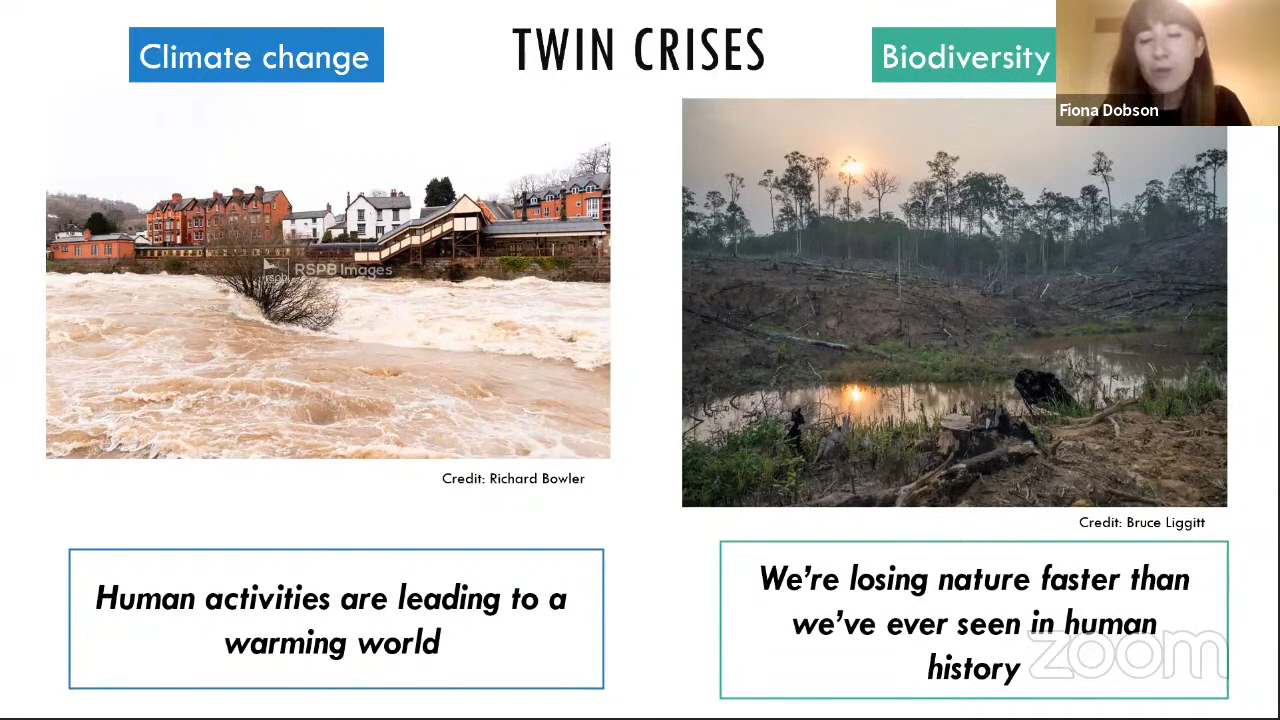 Climate change
TWIN CRISES
Biodiversity
Fiona Dobson
rspb
RSPB Images
Credit: Richard Bowler
Credit: Bruce Liggitt
Human activities are leading to a
warming world
We're losing nature faster than
we've ever seen in human
history
zoom